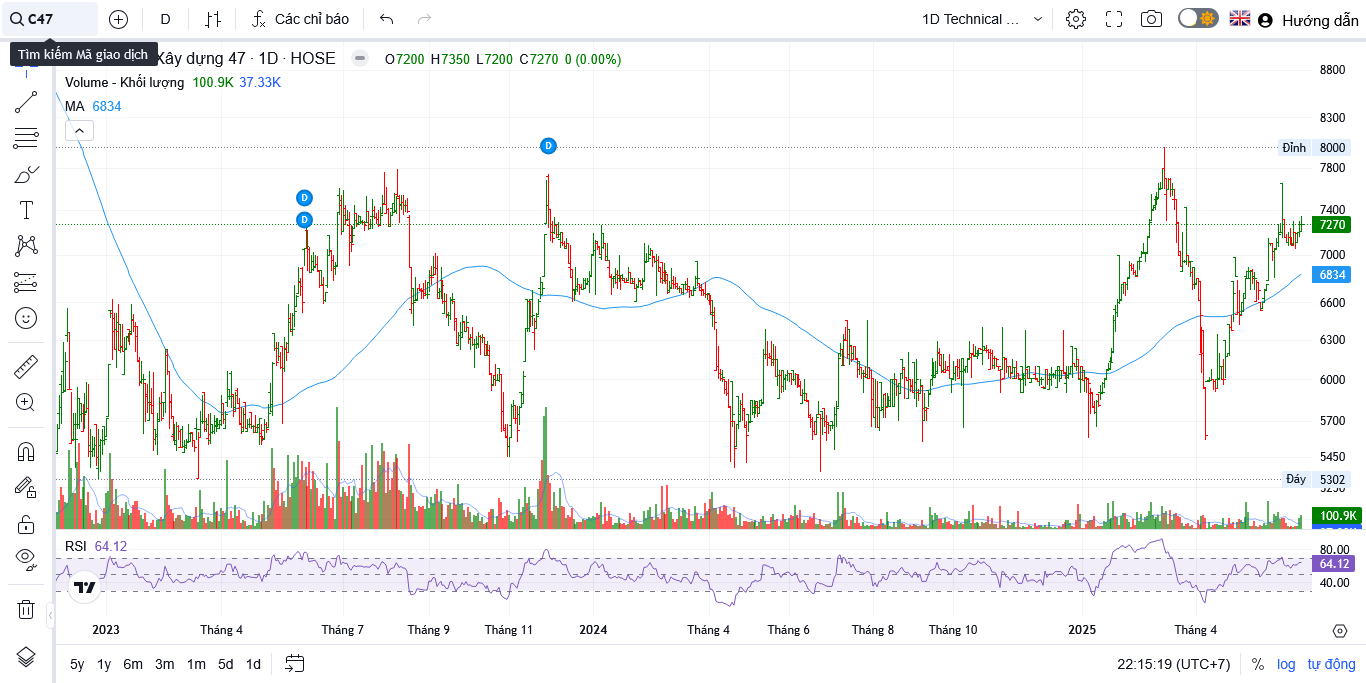 C47 D Các chỉ báo 1D Technical ... Hướng dẫn
Tìm kiếm Mã giao dịch
Xây dựng 47 · 1D · HOSE O7200 H7350 L7200 C7270 0 (0.00%)
Volume - Khối lượng 100.9K 37.33K
MA 6834
D
D
D
8800
8300
Đỉnh 8000
7800
7400
7270
7000
6834
6600
6300
6000
5700
5450
Đáy 5302
100.9K
RSI 64.12
80.00
64.12
40.00
2023 Tháng 4 Tháng 7 Tháng 9 Tháng 11 2024 Tháng 4 Tháng 6 Tháng 8 Tháng 10 2025 Tháng 4
5y 1y 6m 3m 1m 5d 1d 22:15:19 (UTC+7) % log tự động